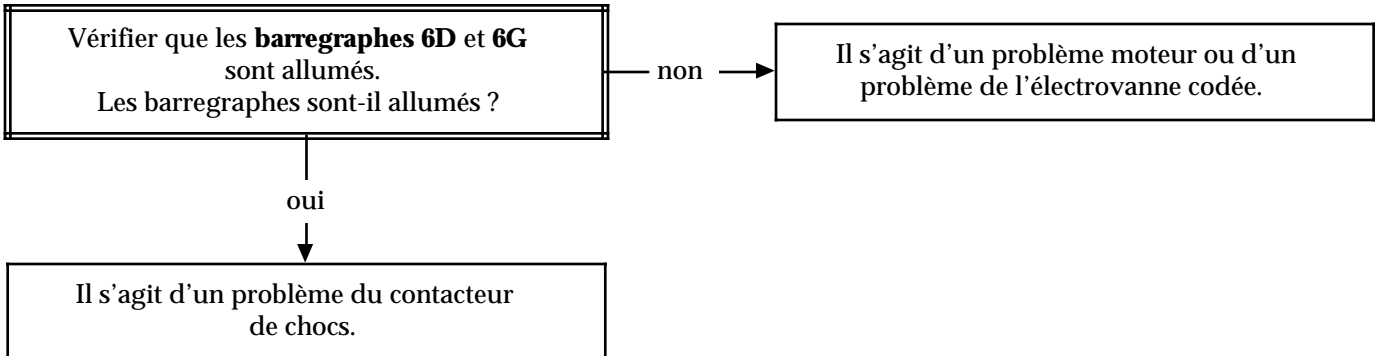 Vérifier que les barregraphes 6D et 6G
sont allumés.
Les barregraphes sont-il allumés ?
non
Il s’agit d’un problème moteur ou d’un
problème de l’électrovanne codée.
oui
Il s’agit d’un problème du contacteur
de chocs.